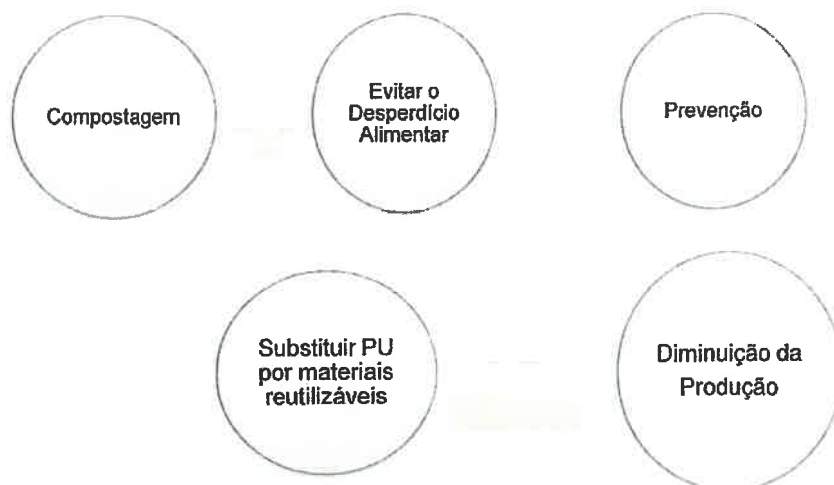 Compostagem
Evitar o
Desperdício
Alimentar
Prevenção
Substituir PU
por materiais
reutilizáveis
Diminuição da
Produção